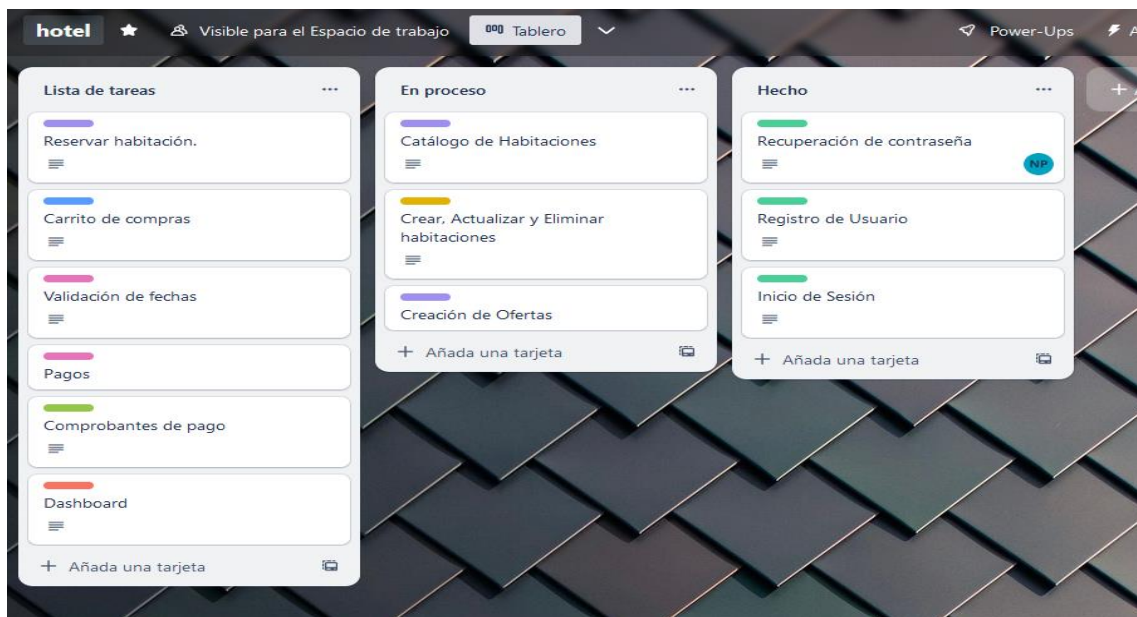 hotel
Visible para el Espacio de trabajo
Tablero
Power-Ups
Lista de tareas
Reservar habitación.
Carrito de compras
Validación de fechas
Pagos
Comprobantes de pago
Dashboard
+ Añada una tarjeta
En proceso
Catálogo de Habitaciones
Crear, Actualizar y Eliminar
habitaciones
Creación de Ofertas
+ Añada una tarjeta
Hecho
Recuperación de contraseña
NP
Registro de Usuario
Inicio de Sesión
+ Añada una tarjeta